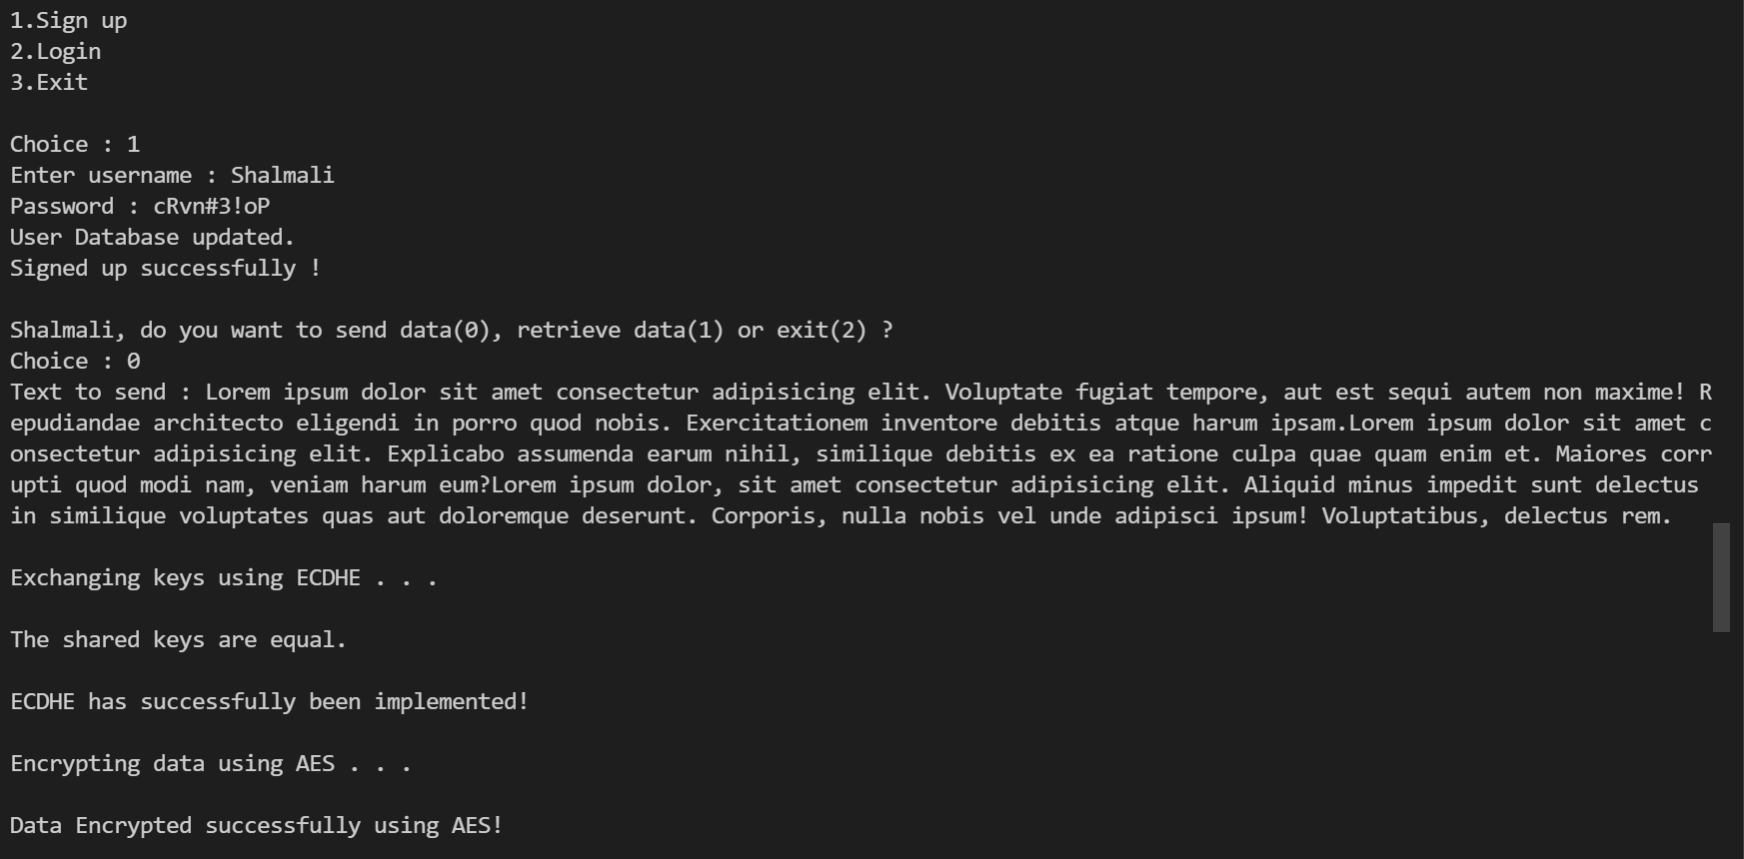 1.Sign up
2.Login
3.Exit
Choice : 1
Enter username : Shalmali
Password : cRvn#3!oP
User Database updated.
Signed up successfully !
Shalmali, do you want to send data(0), retrieve data(1) or exit(2) ?
Choice : 0
Text to send : Lorem ipsum dolor sit amet consectetur adipisicing elit. Voluptate fugiat tempore, aut est sequi autem non maxime! R
epudiandae architecto eligendi in porro quod nobis. Exercitationem inventore debitis atque harum ipsam.Lorem ipsum dolor sit amet c
onsectetur adipisicing elit. Explicabo assumenda earum nihil, similique debitis ex ea ratione culpa quae quam enim et. Maiores corr
upti quod modi nam, veniam harum eum?Lorem ipsum dolor, sit amet consectetur adipisicing elit. Aliquid minus impedit sunt delectus
in similique voluptates quas aut doloremque deserunt. Corporis, nulla nobis vel unde adipisci ipsum! Voluptatibus, delectus rem.
Exchanging keys using ECDHE . . .
The shared keys are equal.
ECDHE has successfully been implemented!
Encrypting data using AES . . .
Data Encrypted successfully using AES!